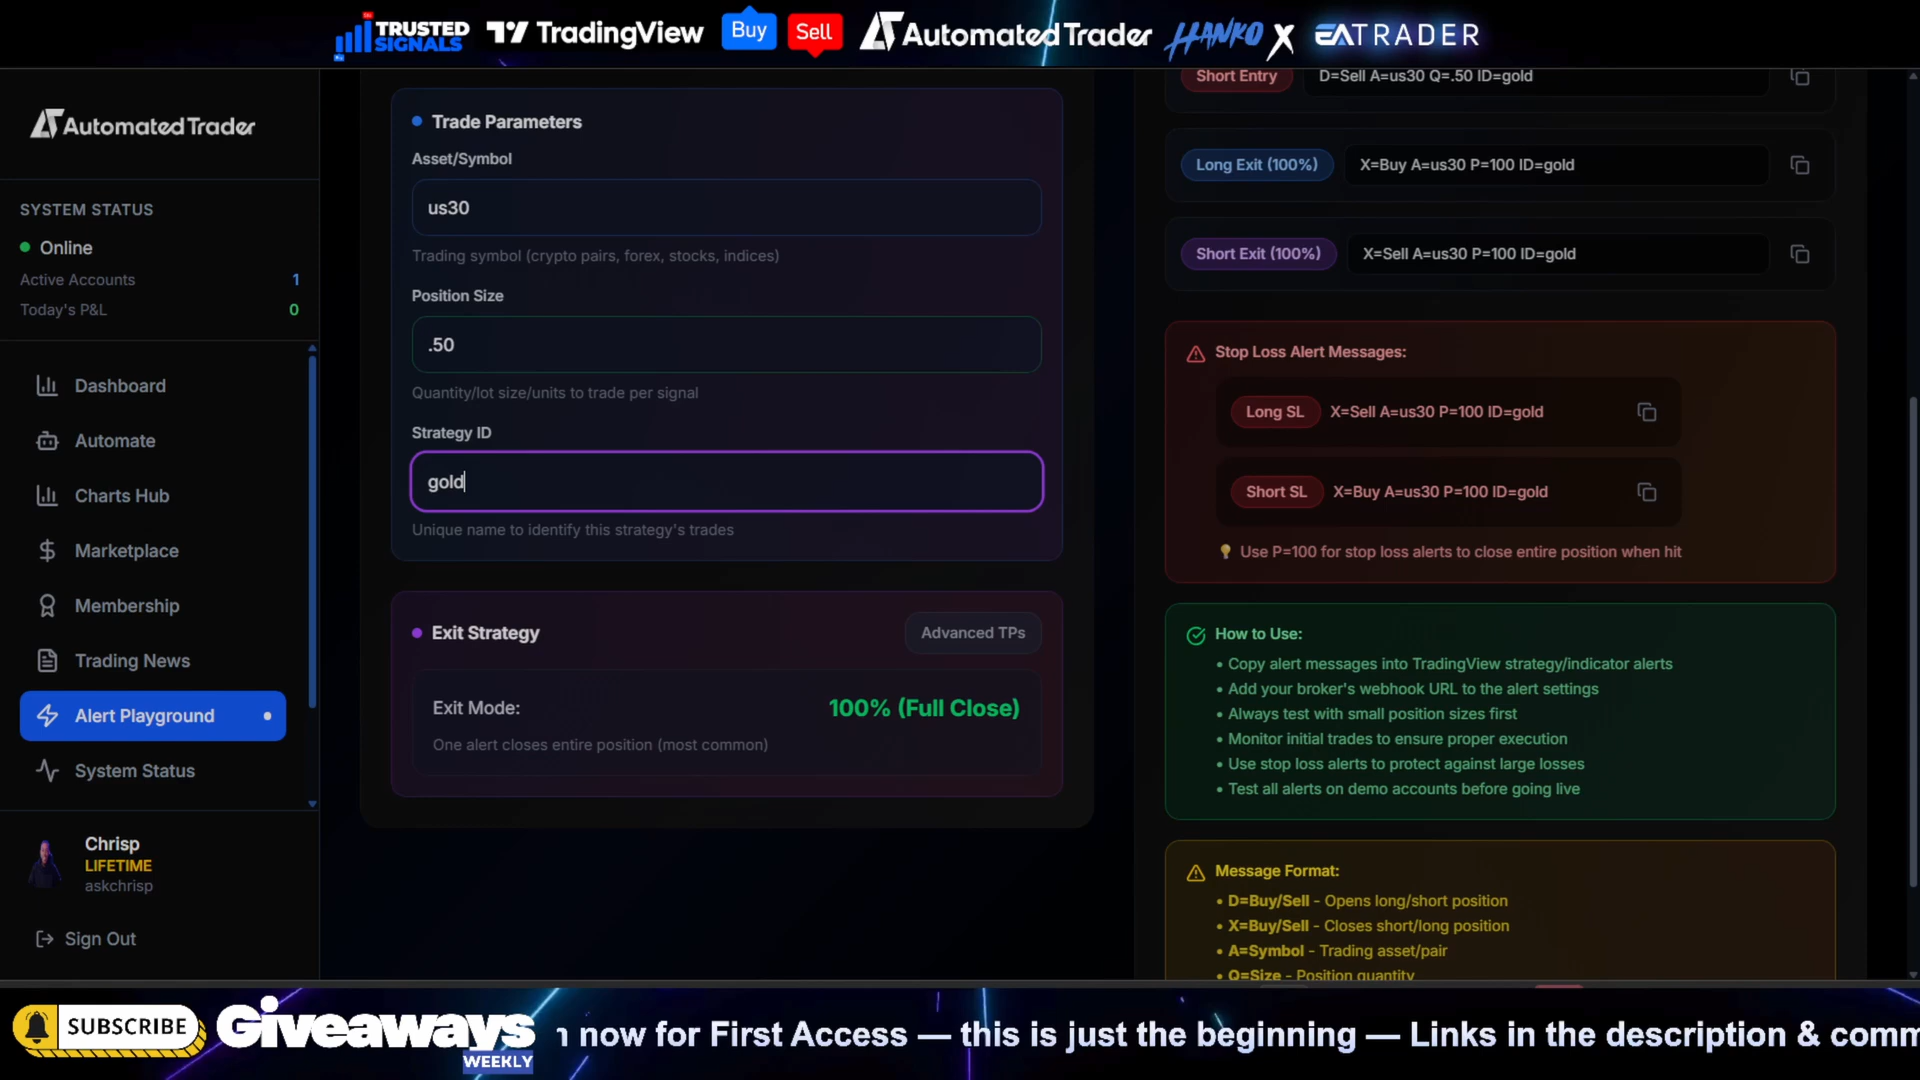 TRUSTED SIGNALS
TradingView
Buy
Sell
AutomatedTrader
HANKO X
EATRADER
AutomatedTrader
SYSTEM STATUS
Online
Active Accounts 1
Today's P&L 0
Dashboard
Automate
Charts Hub
Marketplace
Membership
Trading News
Alert Playground
System Status
Chrisp
LIFETIME
askchrisp
Sign Out
Trade Parameters
Asset/Symbol
us30
Trading symbol (crypto pairs, forex, stocks, indices)
Position Size
.50
Quantity/lot size/units to trade per signal
Strategy ID
gold
Unique name to identify this strategy's trades
Exit Strategy
Advanced TPs
Exit Mode: 100% (Full Close)
One alert closes entire position (most common)
Short Entry D=Sell A=us30 Q=.50 ID=gold
Long Exit (100%) X=Buy A=us30 P=100 ID=gold
Short Exit (100%) X=Sell A=us30 P=100 ID=gold
Stop Loss Alert Messages:
Long SL X=Sell A=us30 P=100 ID=gold
Short SL X=Buy A=us30 P=100 ID=gold
Use P=100 for stop loss alerts to close entire position when hit
How to Use:
• Copy alert messages into TradingView strategy/indicator alerts
• Add your broker's webhook URL to the alert settings
• Always test with small position sizes first
• Monitor initial trades to ensure proper execution
• Use stop loss alerts to protect against large losses
• Test all alerts on demo accounts before going live
Message Format:
• D=Buy/Sell - Opens long/short position
• X=Buy/Sell - Closes short/long position
• A=Symbol - Trading asset/pair
• Q=Size - Position quantity
SUBSCRIBE
Giveaways
WEEKLY
now for First Access — this is just the beginning — Links in the description & comm